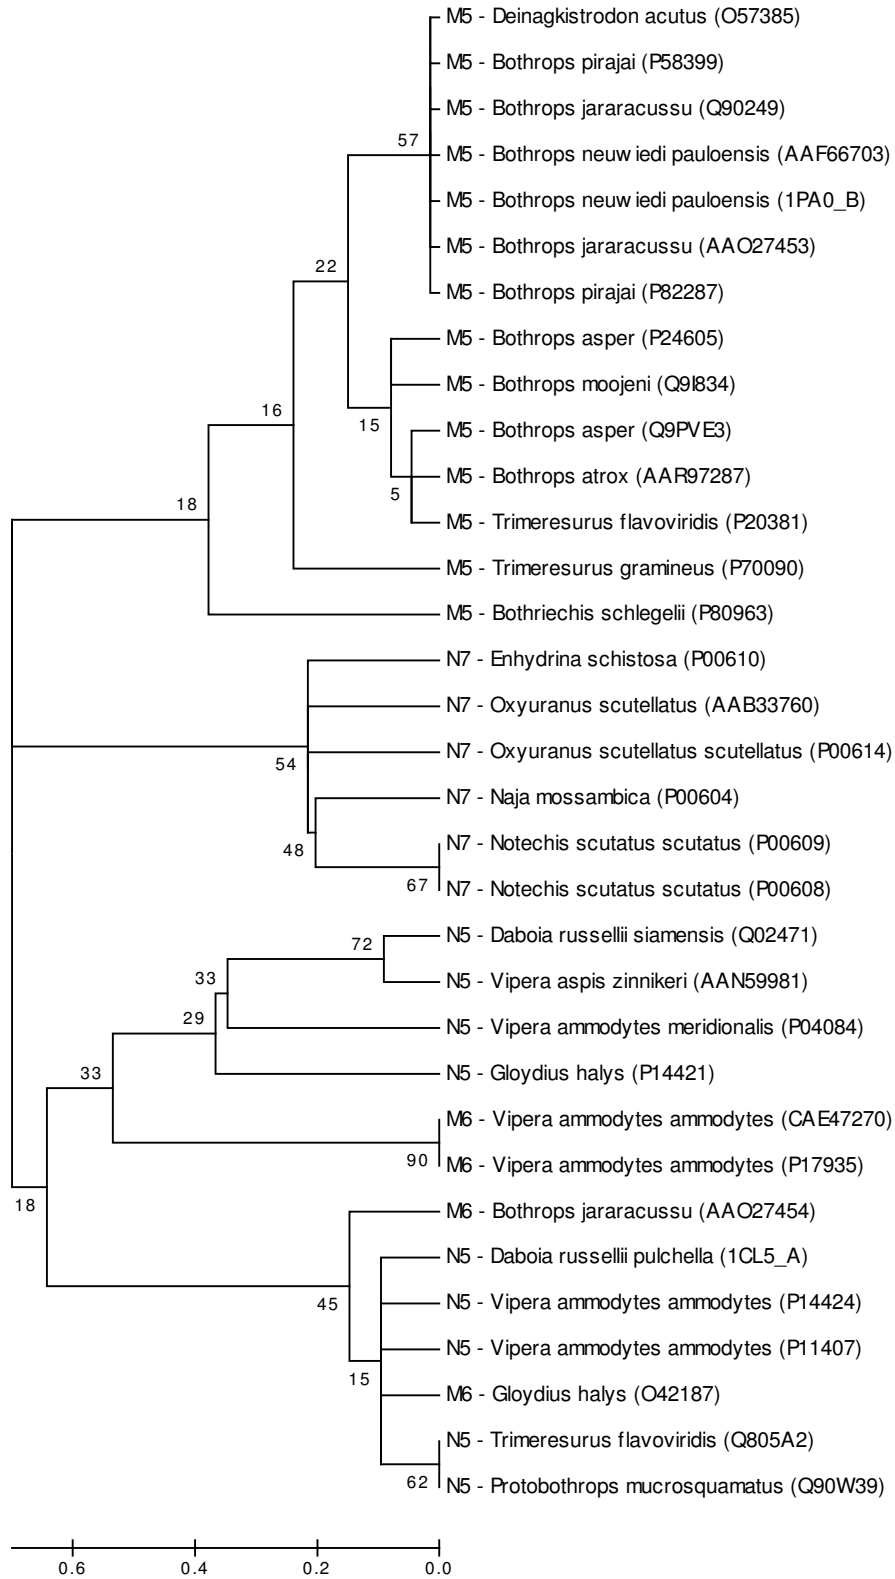 M5 - Deinagkistrodon acutus (O57385)
M5 - Bothrops pirajai (P58399)
M5 - Bothrops jararacussu (Q90249)
57
M5 - Bothrops neuwiedi pauloensis (AAF66703)
M5 - Bothrops neuwiedi pauloensis (1PA0_B)
M5 - Bothrops jararacussu (AAO27453)
22
M5 - Bothrops pirajai (P82287)
M5 - Bothrops asper (P24605)
M5 - Bothrops moojeni (Q9I834)
16
15
M5 - Bothrops asper (Q9PVE3)
M5 - Bothrops atrox (AAR97287)
5
18
M5 - Trimeresurus flavoviridis (P20381)
M5 - Trimeresurus gramineus (P70090)
M5 - Bothriechis schlegelii (P80963)
N7 - Enhydrina schistosa (P00610)
N7 - Oxyuranus scutellatus (AAB33760)
N7 - Oxyuranus scutellatus scutellatus (P00614)
54
N7 - Naja mossambica (P00604)
N7 - Notechis scutatus scutatus (P00609)
48
67
N7 - Notechis scutatus scutatus (P00608)
N5 - Daboia russellii siamensis (Q02471)
72
33
N5 - Vipera aspis zinnikeri (AAN59981)
29
N5 - Vipera ammodytes meridionalis (P04084)
33
N5 - Gloydius halys (P14421)
M6 - Vipera ammodytes ammodytes (CAE47270)
90
M6 - Vipera ammodytes ammodytes (P17935)
18
M6 - Bothrops jararacussu (AAO27454)
N5 - Daboia russellii pulchella (1CL5_A)
45
N5 - Vipera ammodytes ammodytes (P14424)
N5 - Vipera ammodytes ammodytes (P11407)
15
M6 - Gloydius halys (O42187)
N5 - Trimeresurus flavoviridis (Q805A2)
62
N5 - Protobothrops mucrosquamatus (Q90W39)
0.6 0.4 0.2 0.0